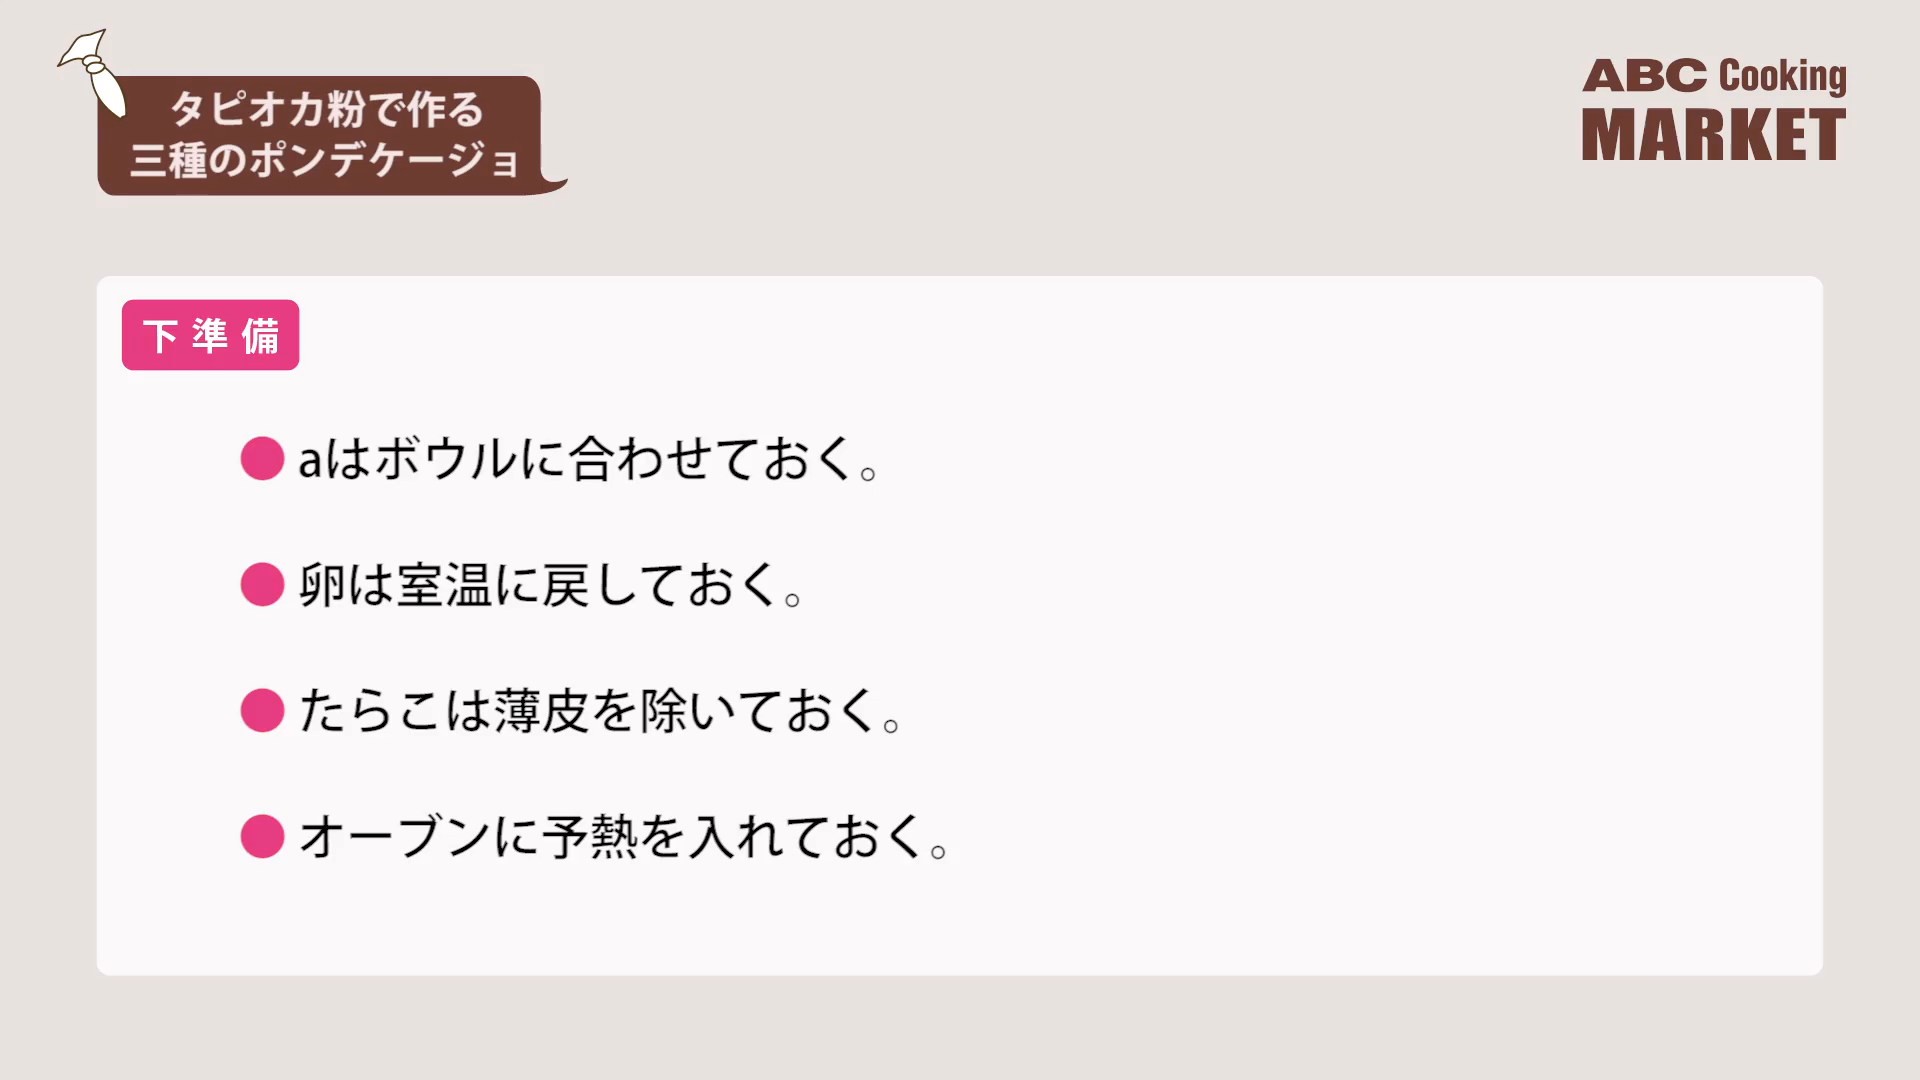 タピオカ粉で作る
三種のポンデケージョ
ABC Cooking
MARKET
下準備
●aはボウルに合わせておく。
●卵は室温に戻しておく。
●たらこは薄皮を除いておく。
●オーブンに予熱を入れておく。